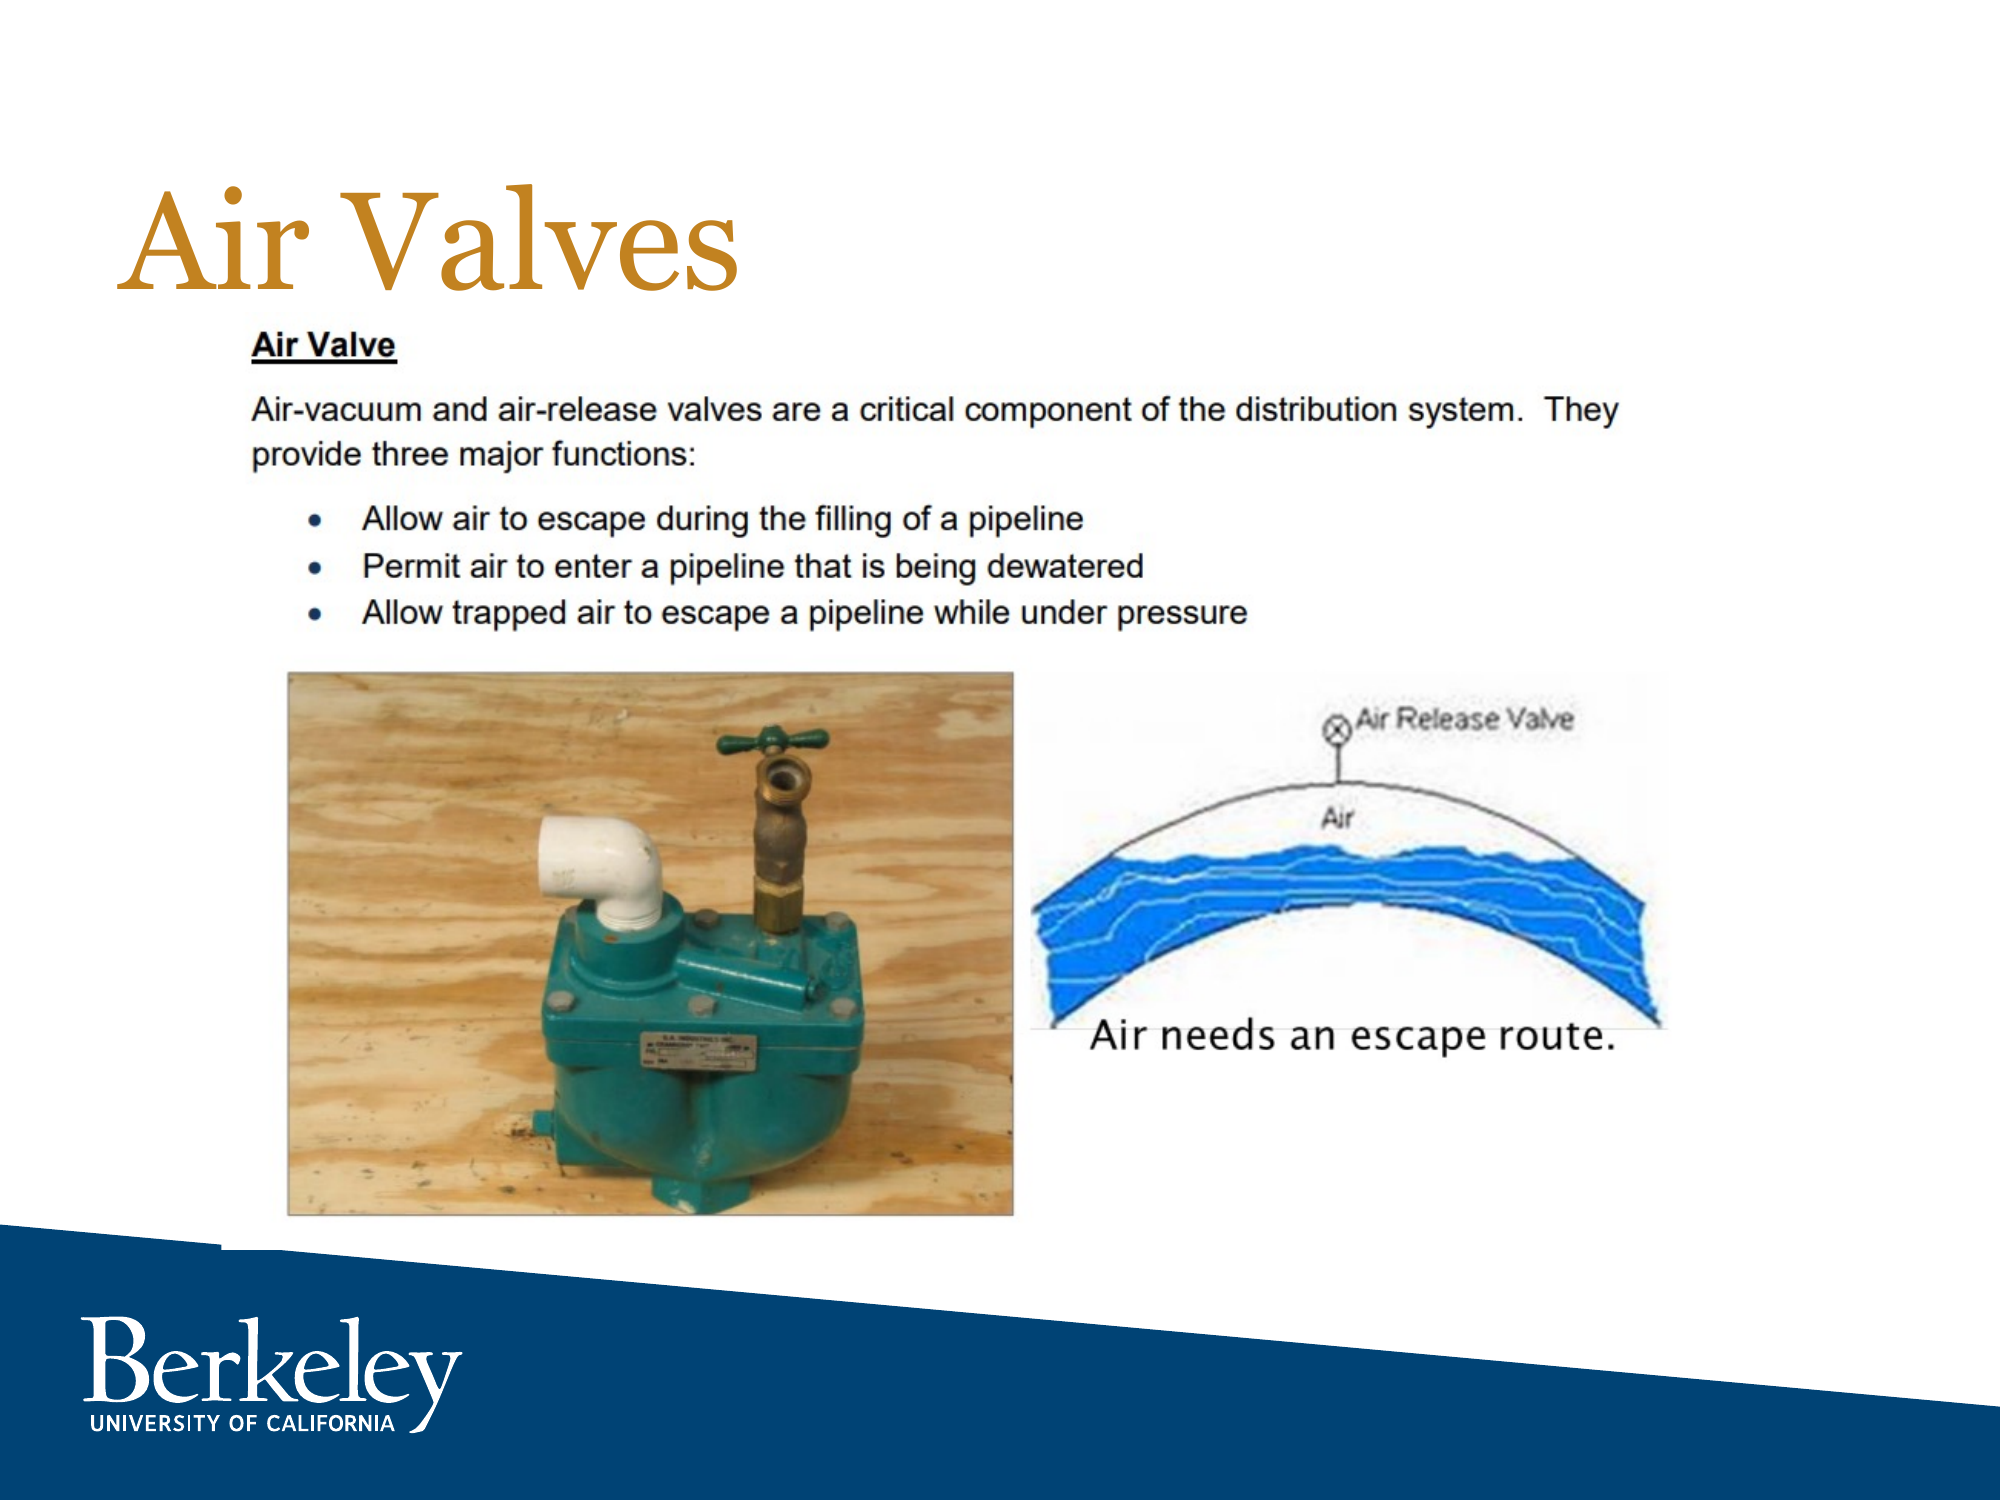 Air Valves
Air Valve
Air-vacuum and air-release valves are a critical component of the distribution system. They
provide three major functions:
• Allow air to escape during the filling of a pipeline
• Permit air to enter a pipeline that is being dewatered
• Allow trapped air to escape a pipeline while under pressure
Air Release Valve
Air
Air needs an escape route.
Berkeley
UNIVERSITY OF CALIFORNIA